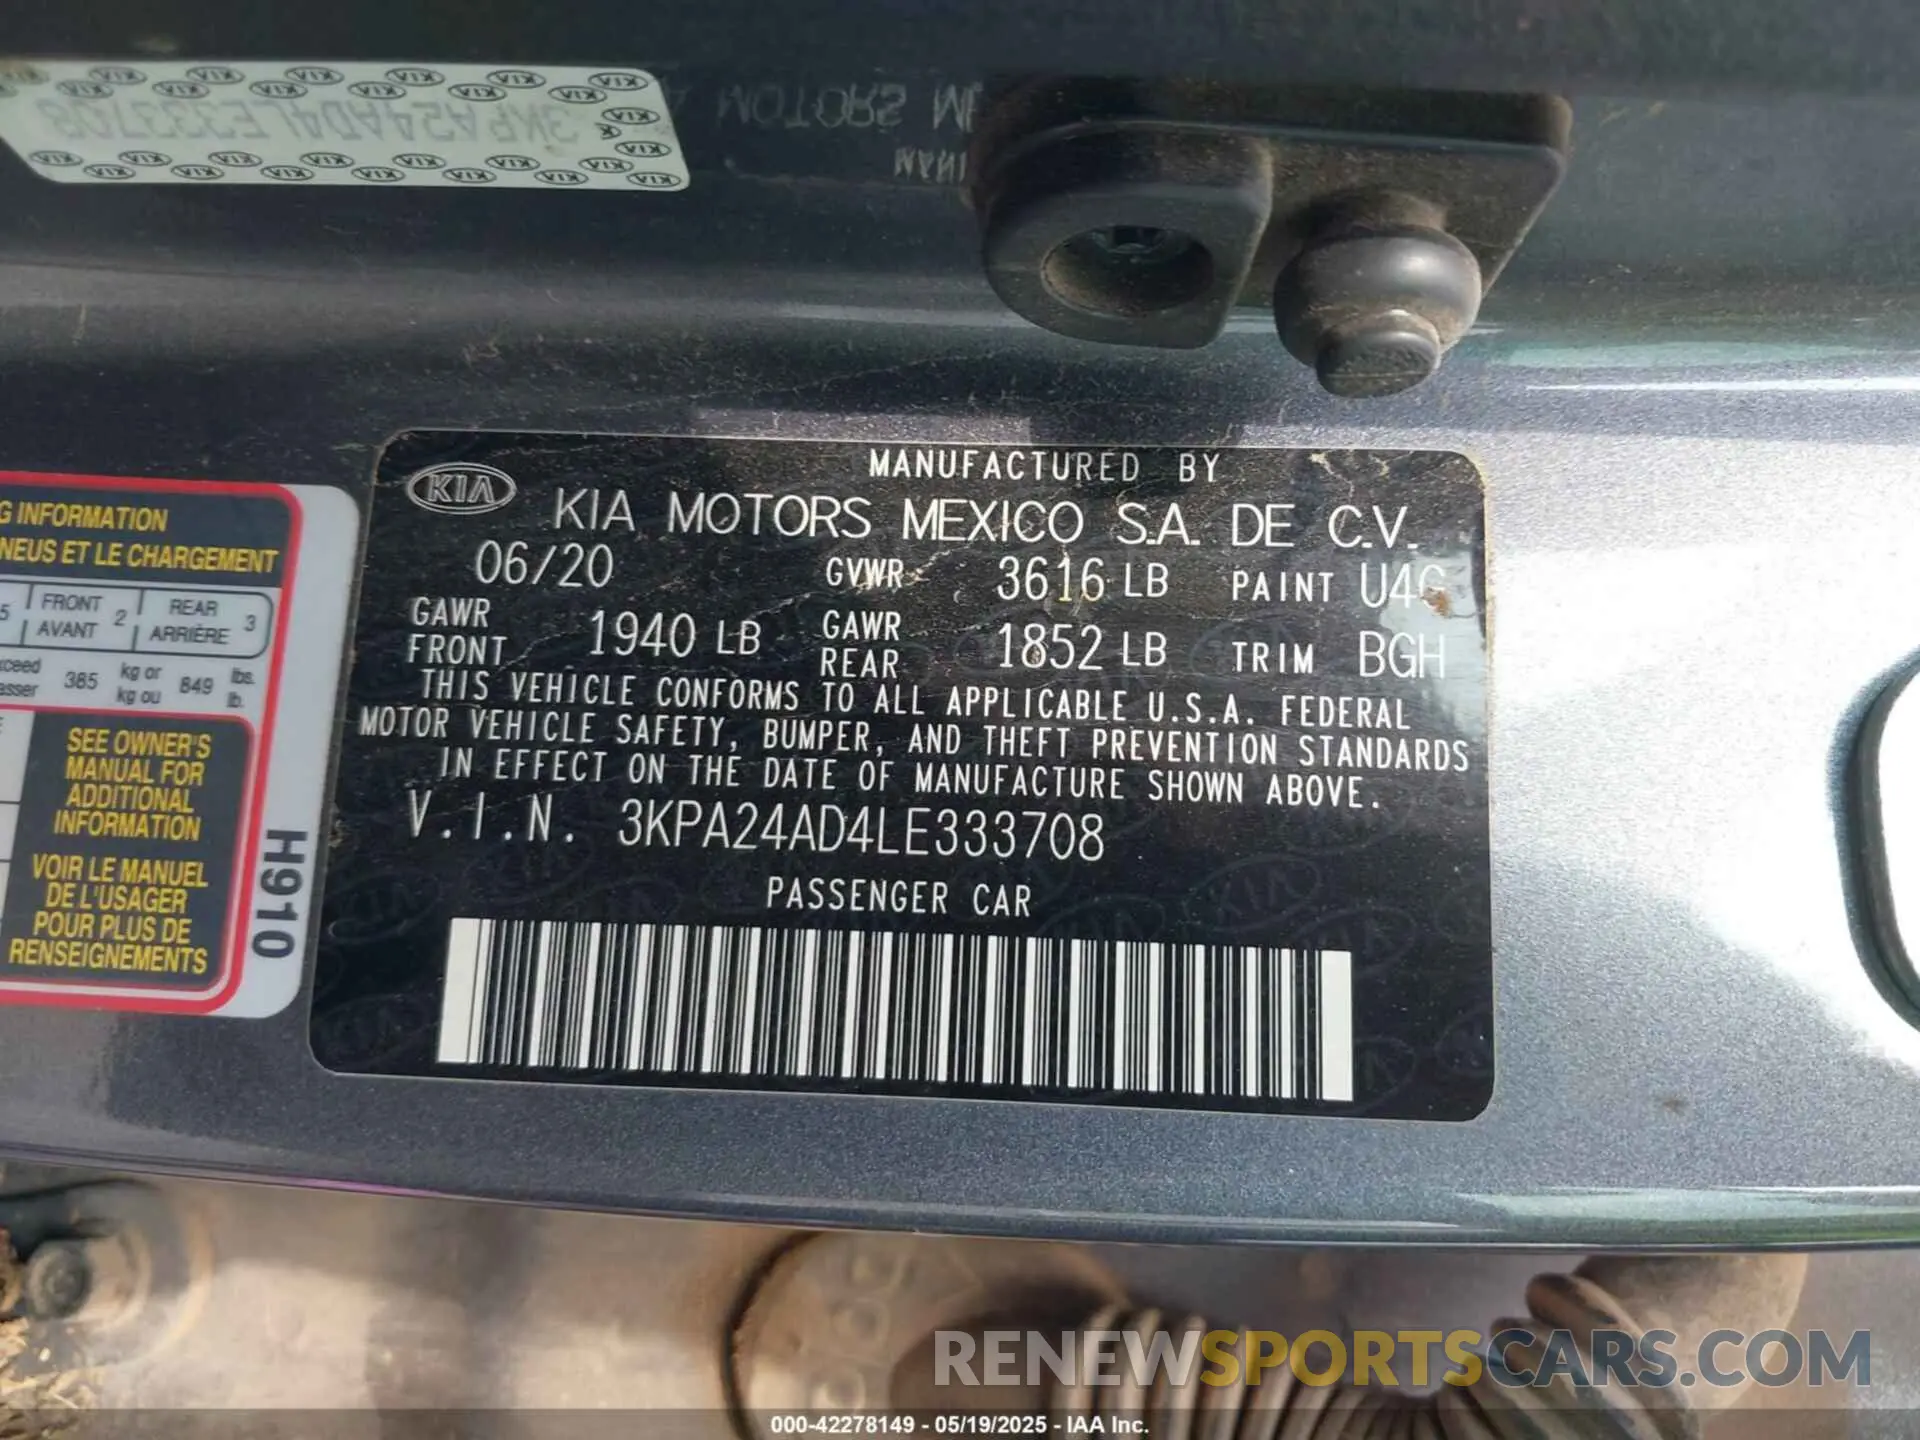 3KPA24AD4LE333708
KIA
MANUFACTURED BY
KIA MOTORS MEXICO S.A. DE C.V.
06/20 GVWR 3616 LB PAINT
GAWR FRONT 1940 LB GAWR REAR 1852 LB TRIM BGH
THIS VEHICLE CONFORMS TO ALL APPLICABLE U.S.A. FEDERAL
MOTOR VEHICLE SAFETY, BUMPER, AND THEFT PREVENTION STANDARDS
IN EFFECT ON THE DATE OF MANUFACTURE SHOWN ABOVE.
V.I.N. 3KPA24AD4LE333708
PASSENGER CAR
G INFORMATION
NEUS ET LE CHARGEMENT
5 FRONT AVANT 2 REAR ARRIÈRE 3
385 kg or kg ou 849 lbs. lb.
SEE OWNER'S
MANUAL FOR
ADDITIONAL
INFORMATION
VOIR LE MANUEL
DE L'USAGER
POUR PLUS DE
RENSEIGNEMENTS
H910
RENEWSPORTSCARS.COM
000-42278149 - 05/19/2025 - IAA Inc.